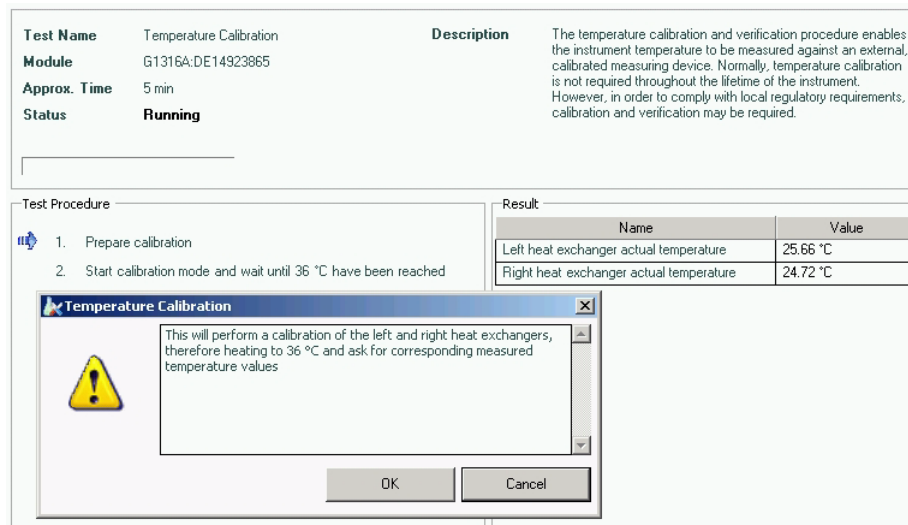 Test Name Temperature Calibration
Module G1316A:DE14923865
Approx. Time 5 min
Status Running
Description The temperature calibration and verification procedure enables
the instrument temperature to be measured against an external,
calibrated measuring device. Normally, temperature calibration
is not required throughout the lifetime of the instrument.
However, in order to comply with local regulatory requirements,
calibration and verification may be required.
Test Procedure
1. Prepare calibration
2. Start calibration mode and wait until 36 °C have been reached
Result
Name Value
Left heat exchanger actual temperature 25.66 °C
Right heat exchanger actual temperature 24.72 °C
Temperature Calibration
This will perform a calibration of the left and right heat exchangers,
therefore heating to 36 °C and ask for corresponding measured
temperature values
OK Cancel